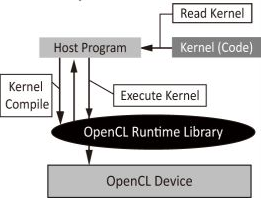 Read Kernel
Host Program
Kernel (Code)
Kernel
Compile
Execute Kernel
OpenCL Runtime Library
OpenCL Device